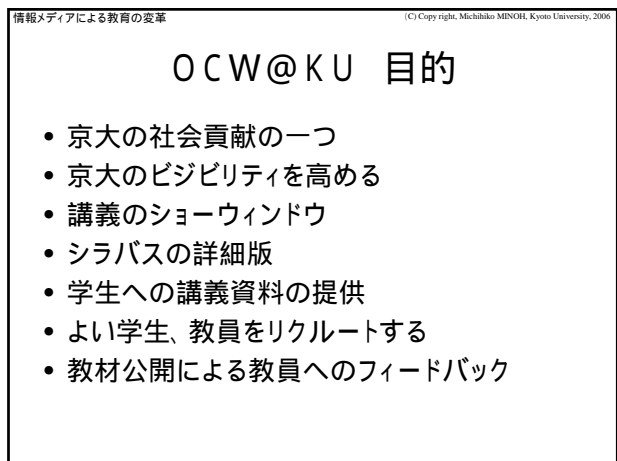 情報メディアによる教育の変革
(C) Copy right, Michihiko MINOH, Kyoto University, 2006
OCW@KU 目的
• 京大の社会貢献の一つ
• 京大のビジビリティを高める
• 講義のショーウィンドウ
• シラバスの詳細版
• 学生への講義資料の提供
• よい学生、教員をリクルートする
• 教材公開による教員へのフィードバック